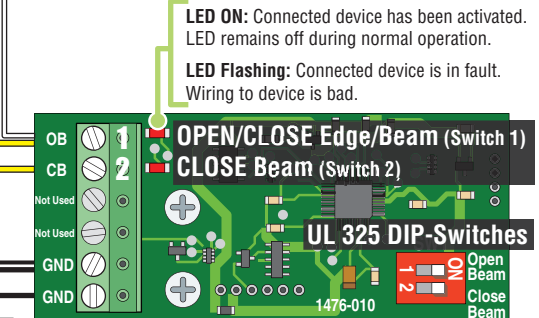 LED ON: Connected device has been activated.
LED remains off during normal operation.
LED Flashing: Connected device is in fault.
Wiring to device is bad.
OB
1
OPEN/CLOSE Edge/Beam (Switch 1)
CB
2
CLOSE Beam (Switch 2)
Not Used
Not Used
UL 325 DIP-Switches
GND
GND
1476-010
1
2
ON
Open
Beam
Close
Beam